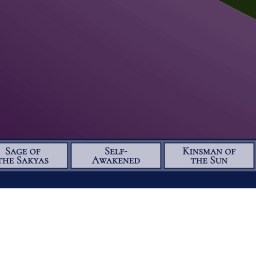 Sage of
the Sakyas
Self-
Awakened
Kinsman of
the Sun